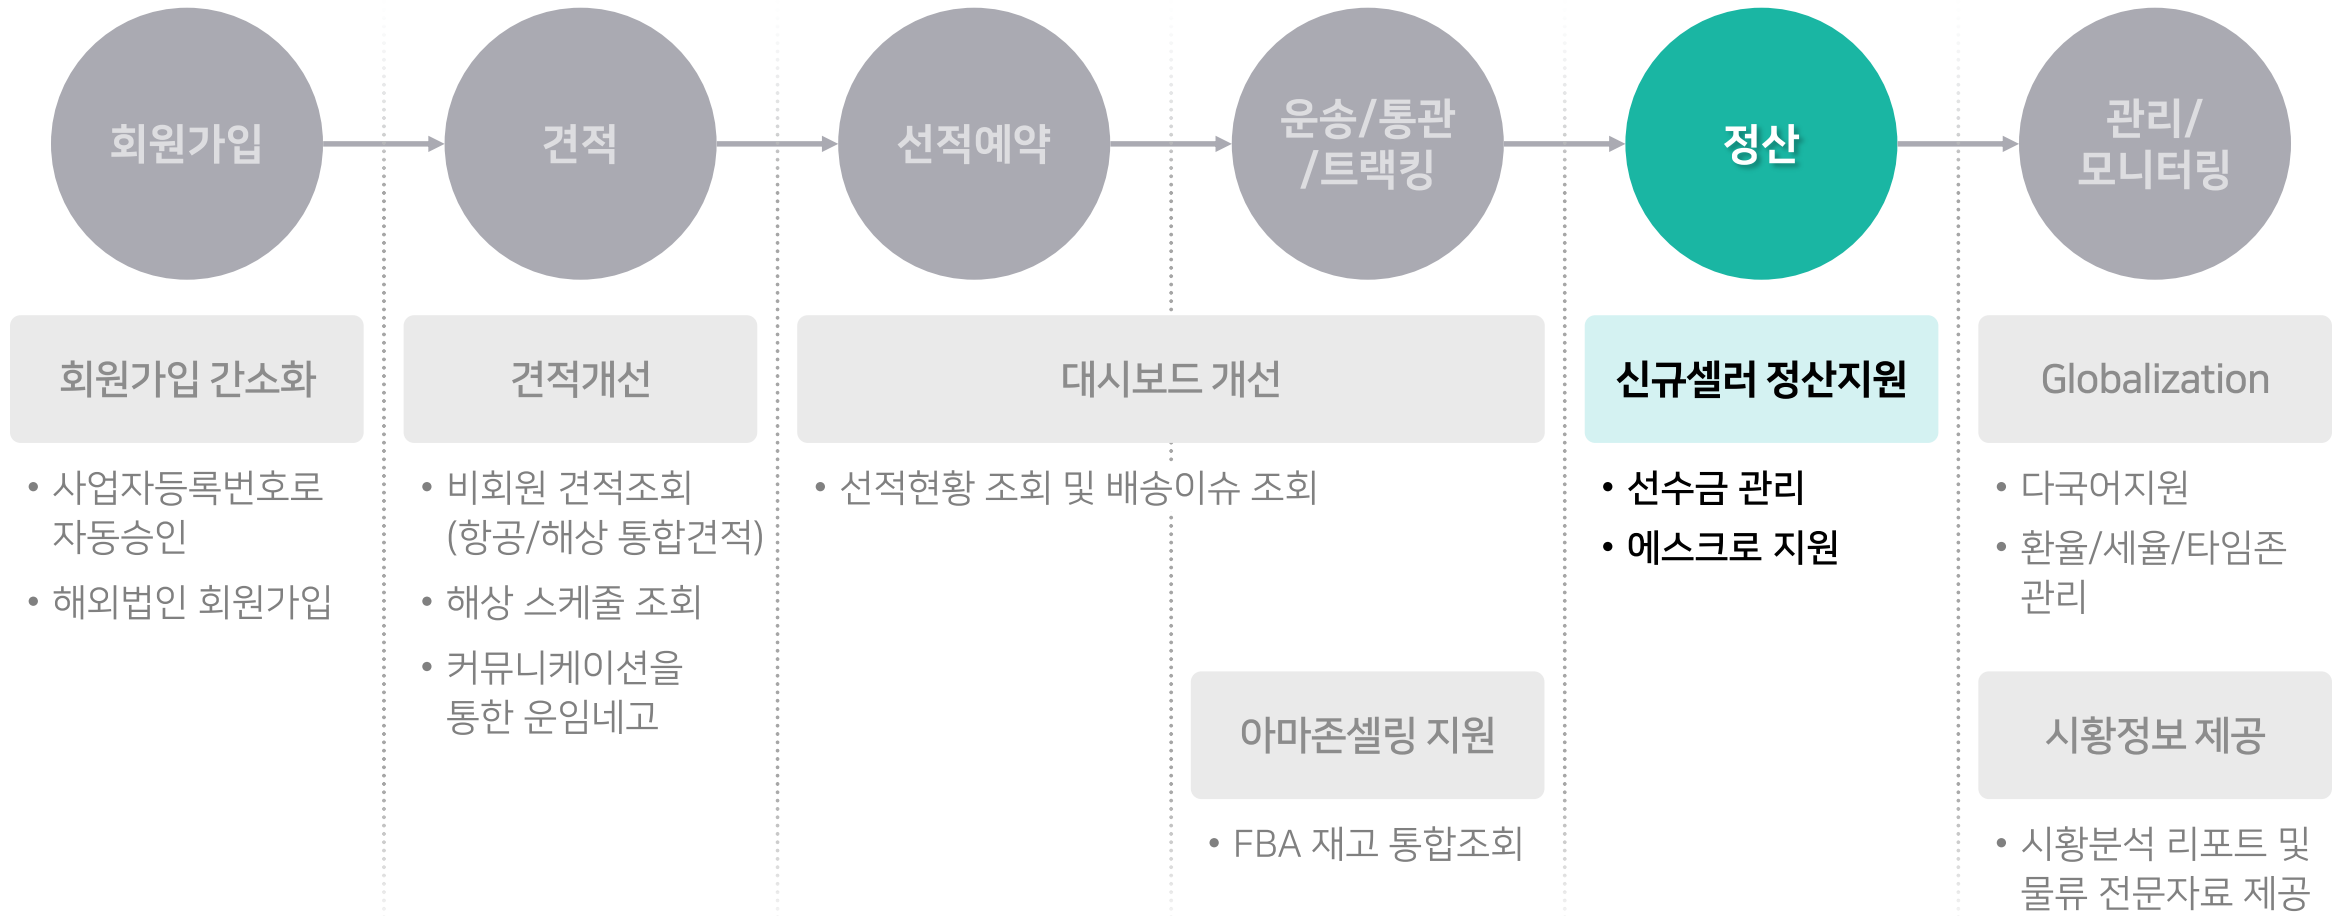 회원가입
견적
선적예약
운송/통관
/트랙킹
정산
관리/
모니터링
회원가입 간소화
• 사업자등록번호로
자동승인
• 해외법인 회원가입
견적개선
• 비회원 견적조회
(항공/해상 통합견적)
• 해상 스케줄 조회
• 커뮤니케이션을
통한 운임네고
대시보드 개선
• 선적현황 조회 및 배송이슈 조회
아마존셀링 지원
• FBA 재고 통합조회
신규셀러 정산지원
• 선수금 관리
• 에스크로 지원
Globalization
• 다국어지원
• 환율/세율/타임존
관리
시황정보 제공
• 시황분석 리포트 및
물류 전문자료 제공